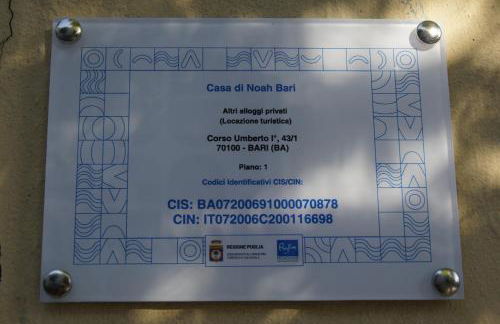 Casa di Noah Bari
Altri alloggi privati
(Locazione turistica)
Corso Umberto I°, 43/1
70100 - BARI (BA)
Piano: 1
Codici Identificativi CIS/CIN:
CIS: BA07200691000070878
CIN: IT072006C200116698
REGIONE PUGLIA